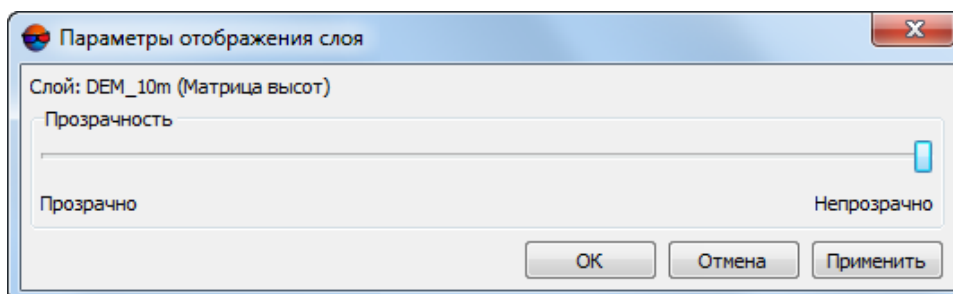 Параметры отображения слоя
Слой: DEM_10m (Матрица высот)
Прозрачность
Прозрачно Непрозрачно
ОК Отмена Применить